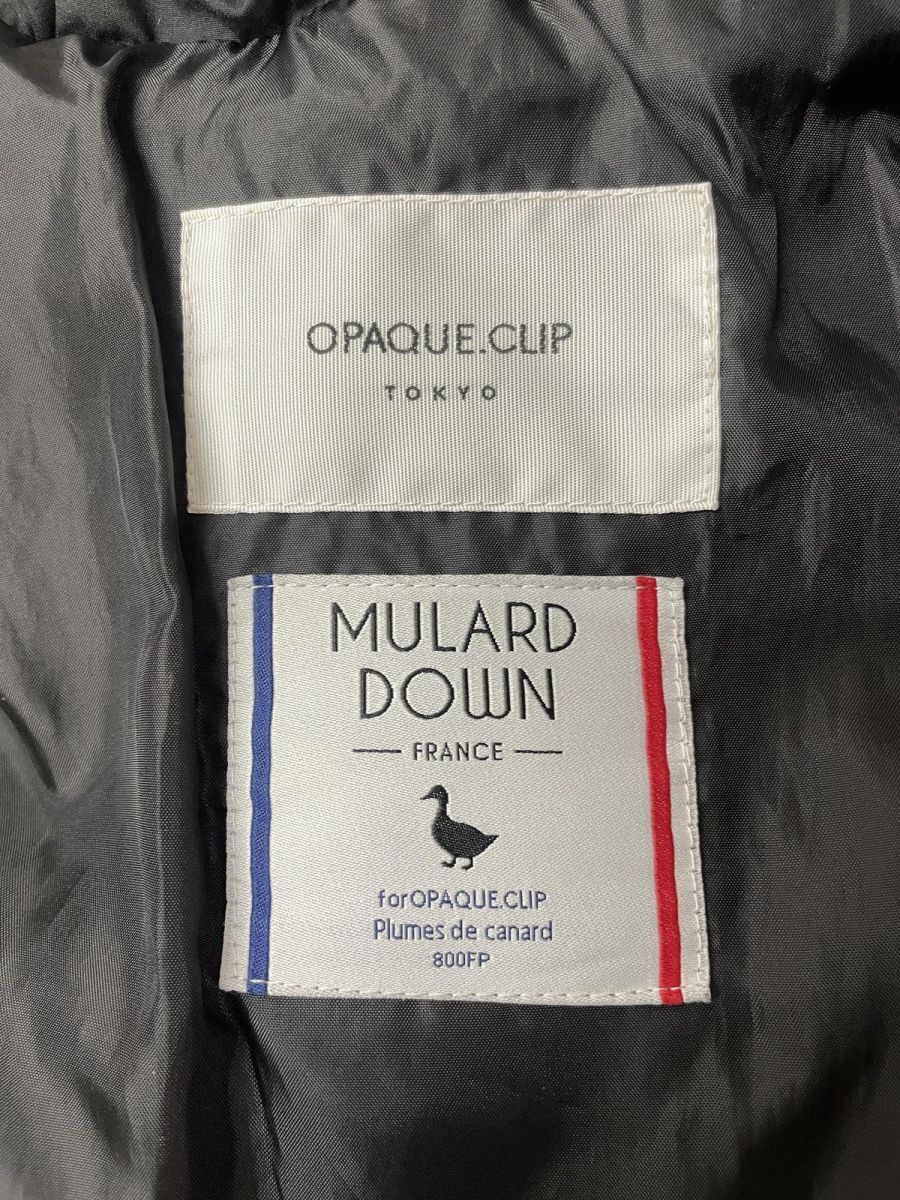 OPAQUE.CLIP
TOKYO
MULARD
DOWN
FRANCE
forOPAQUE.CLIP
Plumes de canard
800FP